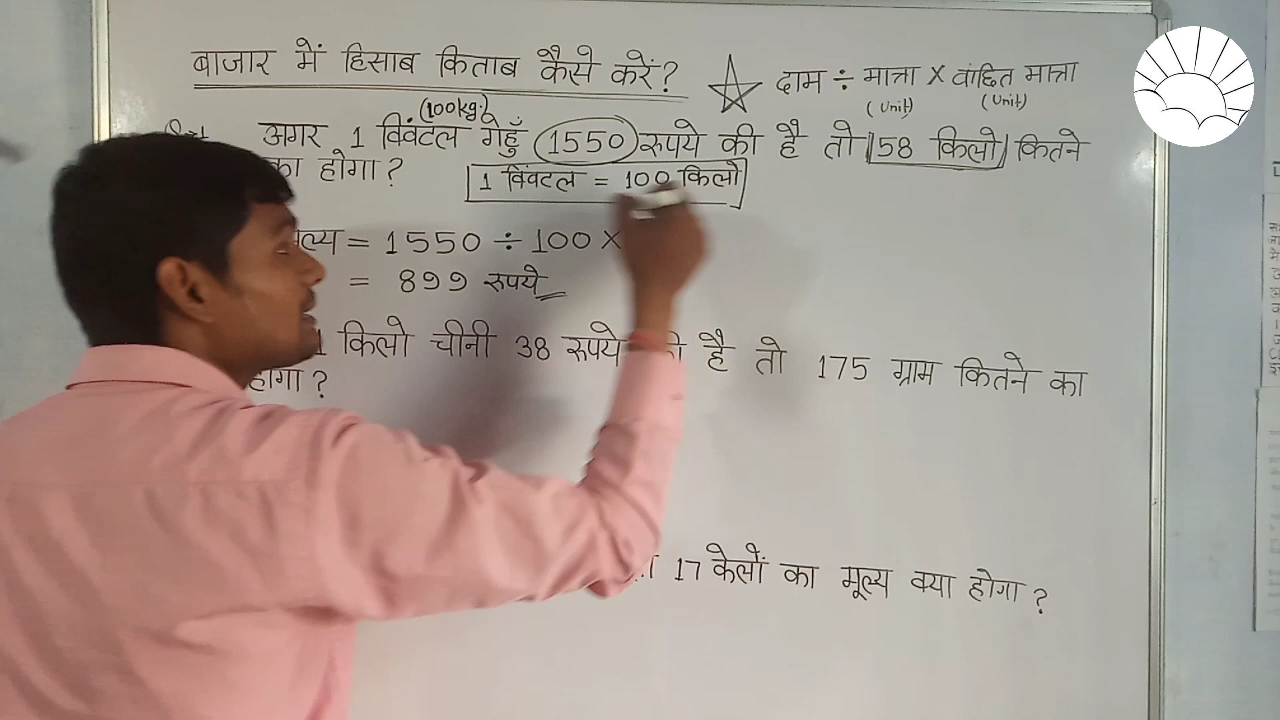 बाजार में हिसाब किताब कैसे करें?
दाम ÷ मात्रा × वांछित मात्रा
(Unit) (Unit)
(100kg.)
अगर 1 क्विंटल गेहूँ 1550 रुपये की है तो 58 किलो कितने
का होगा?
1 क्विंटल = 100 किलो
= 1550 ÷ 100 ×
= 899 रुपये
1 किलो चीनी 38 रुपये है तो 175 ग्राम कितने का
होगा?
17 केलों का मूल्य क्या होगा?